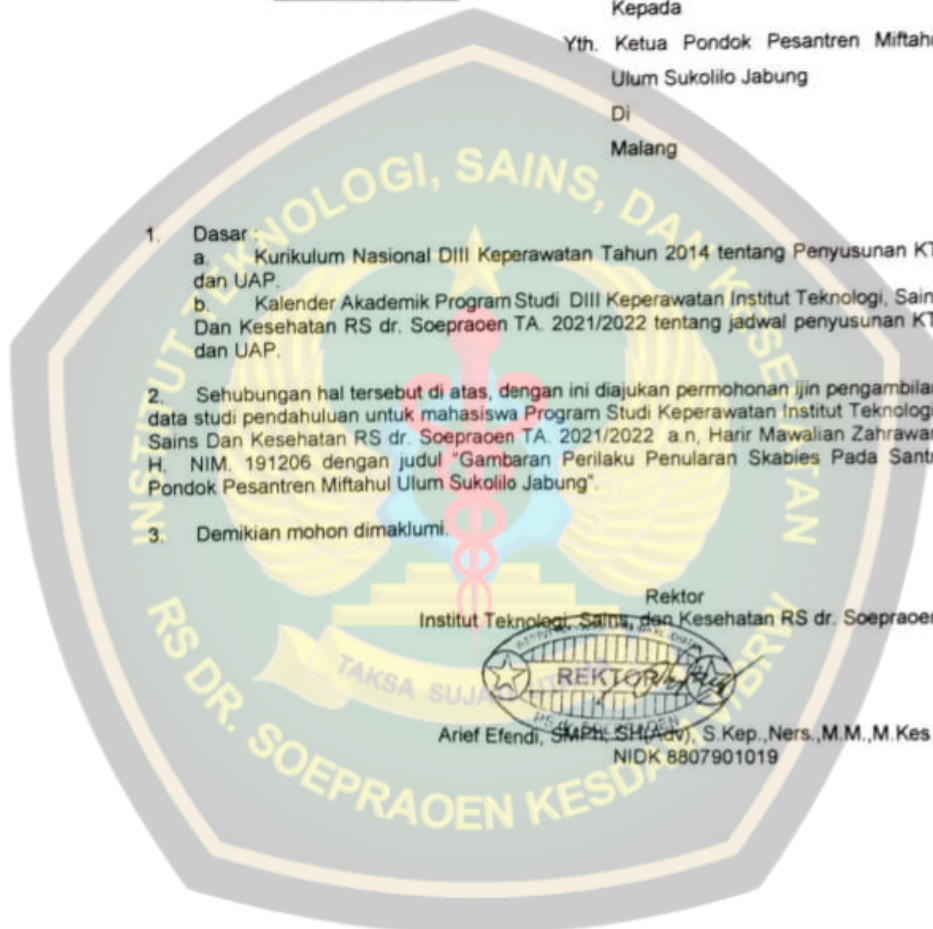 Kepada
Yth. Ketua Pondok Pesantren Miftahu
Ulum Sukolilo Jabung
Di
Malang
1. Dasar :
a. Kurikulum Nasional DIII Keperawatan Tahun 2014 tentang Penyusunan KT
dan UAP.
b. Kalender Akademik Program Studi DIII Keperawatan Institut Teknologi, Sain
Dan Kesehatan RS dr. Soepraoen TA. 2021/2022 tentang jadwal penyusunan KT
dan UAP.
2. Sehubungan hal tersebut di atas, dengan ini diajukan permohonan ijin pengambilan
data studi pendahuluan untuk mahasiswa Program Studi Keperawatan Institut Teknologi
Sains Dan Kesehatan RS dr. Soepraoen TA. 2021/2022 a.n, Harir Mawalian Zahrawan
H. NIM. 191206 dengan judul “Gambaran Perilaku Penularan Skabies Pada Santr
Pondok Pesantren Miftahul Ulum Sukolilo Jabung”.
3. Demikian mohon dimaklumi.
Rektor
Institut Teknologi, Sains, dan Kesehatan RS dr. Soepraoen
REKTOR
Arief Efendi, SMPh, SH(Adv), S.Kep.,Ners.,M.M.,M.Kes
NIDK 8807901019
INSTITUT TEKNOLOGI, SAINS, DAN KESEHATAN
RS DR. SOEPRAOEN KESDAM V/BRW
TAKSA